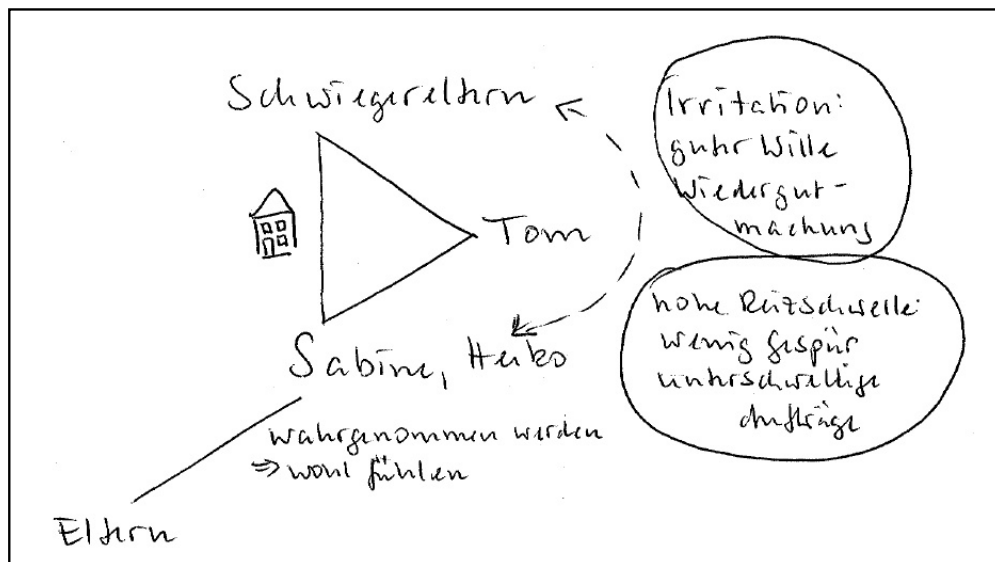 Schwiegereltern
Irritation:
guter Wille
Wiedergut-
machung
Tom
hohe Reizschwelle:
wenig Gespür
unterschwellige
Aufträge
Sabine, Heiko
wahrgenommen werden
⇒ wohl fühlen
Eltern